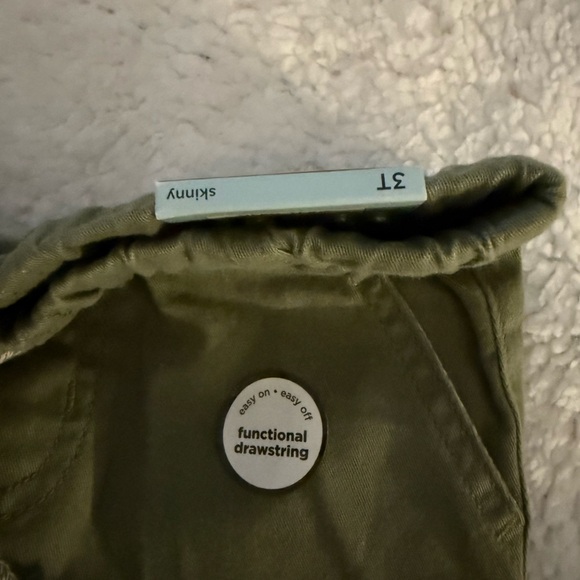 3T skinny
easy on • easy off
functional
drawstring